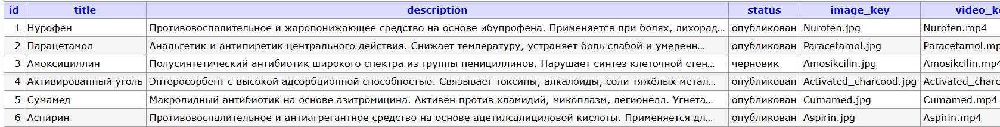 id title description status image_key video_k
1 Нурофен Противовоспалительное и жаропонижающее средство на основе ибупрофена. Применяется при болях, лихорад... опубликован Nurofen.jpg Nurofen.mp4
2 Парацетамол Анальгетик и антипиретик центрального действия. Снижает температуру, устраняет боль слабой и умеренн... опубликован Paracetamol.jpg Paracetamol.mp
3 Амоксициллин Полусинтетический антибиотик широкого спектра из группы пенициллинов. Нарушает синтез клеточной стен... черновик Amosikcilin.jpg Amosikcilin.mp4
4 Активированный уголь Энтеросорбент с высокой адсорбционной способностью. Связывает токсины, алкалоиды, соли тяжёлых метал... опубликован Activated_charcood.jpg Activated_charco
5 Сумамед Макролидный антибиотик на основе азитромицина. Активен против хламидий, микоплазм, легионелл. Угнета... опубликован Cumamed.jpg Cumamed.mp4
6 Аспирин Противовоспалительное и антиагрегантное средство на основе ацетилсалициловой кислоты. Применяется дл... опубликован Aspirin.jpg Aspirin.mp4